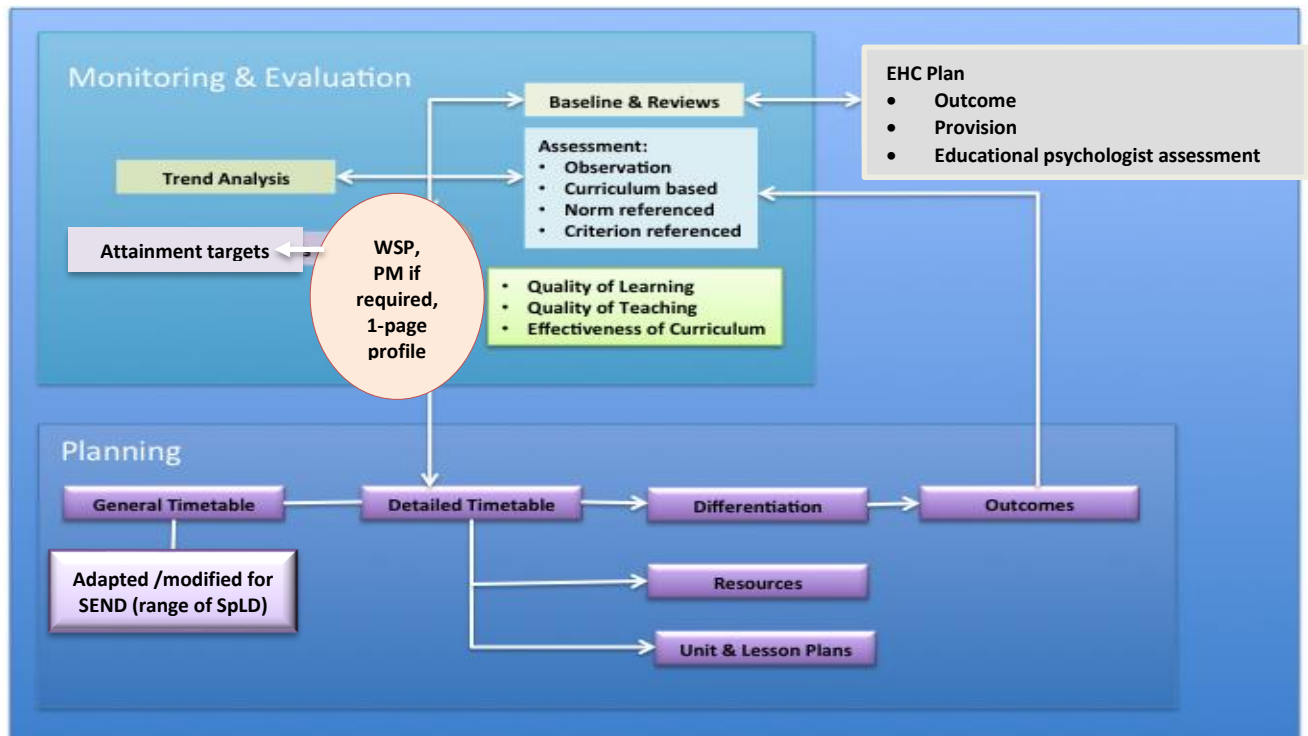 Monitoring & Evaluation
Baseline & Reviews
EHC Plan
• Outcome
• Provision
• Educational psychologist assessment
Assessment:
• Observation
• Curriculum based
• Norm referenced
• Criterion referenced
Trend Analysis
Attainment targets
s
WSP,
PM if
required,
1-page
profile
• Quality of Learning
• Quality of Teaching
• Effectiveness of Curriculum
Planning
General Timetable
Detailed Timetable
Differentiation
Outcomes
Adapted /modified for
SEND (range of SpLD)
Resources
Unit & Lesson Plans